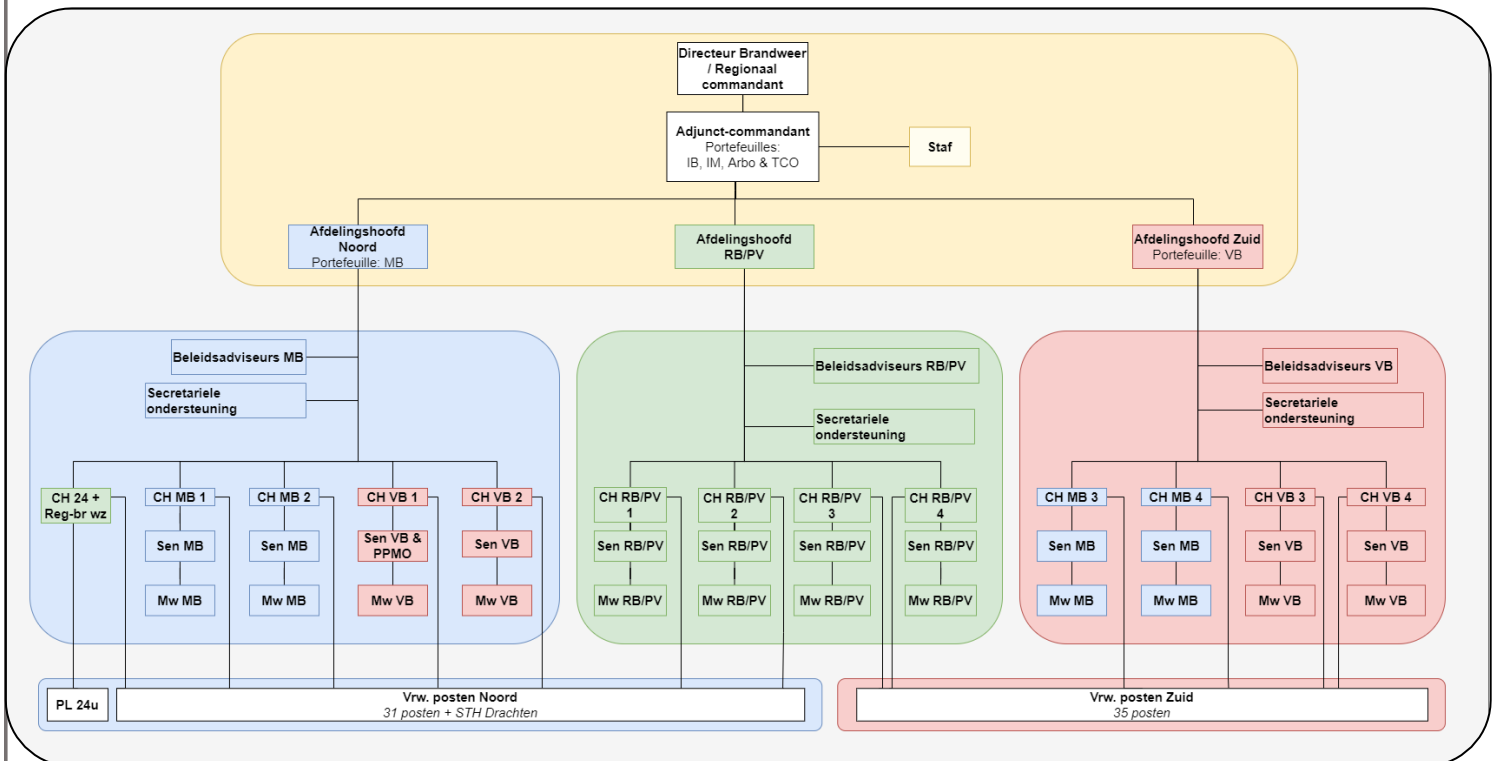 Directeur Brandweer
/ Regionaal
commandant
Adjunct-commandant
Portefeuilles:
IB, IM, Arbo & TCO
Staf
Afdelingshoofd
Noord
Portefeuille: MB
Afdelingshoofd
RB/PV
Afdelingshoofd Zuid
Portefeuille: VB
Beleidsadviseurs MB
Secretariele
ondersteuning
Beleidsadviseurs RB/PV
Secretariele
ondersteuning
Beleidsadviseurs VB
Secretariele
ondersteuning
CH 24 +
Reg-br wz
CH MB 1
Sen MB
Mw MB
CH MB 2
Sen MB
Mw MB
CH VB 1
Sen VB &
PPMO
Mw VB
CH VB 2
Sen VB
Mw VB
CH RB/PV
1
Sen RB/PV
Mw RB/PV
CH RB/PV
2
Sen RB/PV
Mw RB/PV
CH RB/PV
3
Sen RB/PV
Mw RB/PV
CH RB/PV
4
Sen RB/PV
Mw RB/PV
CH MB 3
Sen MB
Mw MB
CH MB 4
Sen MB
Mw MB
CH VB 3
Sen VB
Mw VB
CH VB 4
Sen VB
Mw VB
PL 24u
Vrw. posten Noord
31 posten + STH Drachten
Vrw. posten Zuid
35 posten